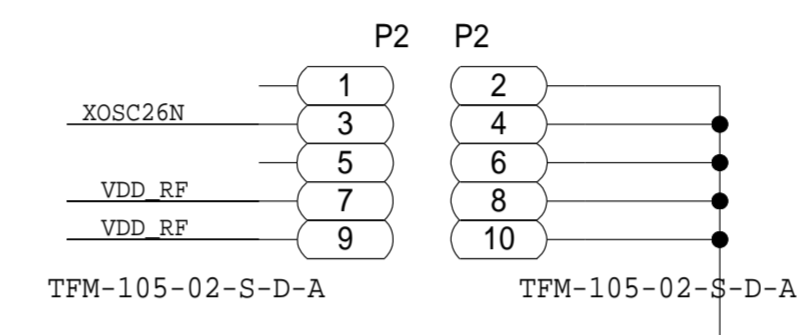 P2 P2
1 2
XOSC26N 3 4
5 6
VDD_RF 7 8
VDD_RF 9 10
TFM-105-02-S-D-A TFM-105-02-S-D-A